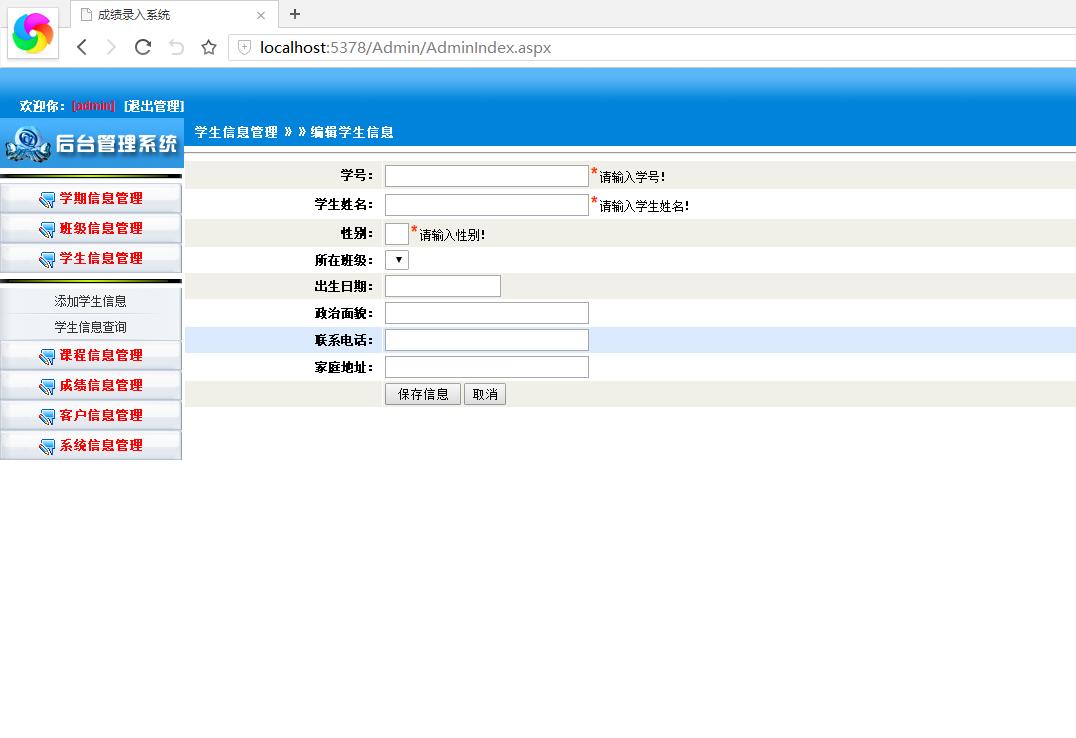 成绩录入系统
localhost:5378/Admin/AdminIndex.aspx
欢迎你：[admin] [退出管理]
后台管理系统
学期信息管理
班级信息管理
学生信息管理
添加学生信息
学生信息查询
课程信息管理
成绩信息管理
客户信息管理
系统信息管理
学生信息管理 》》编辑学生信息
学号： *请输入学号!
学生姓名： *请输入学生姓名!
性别： *请输入性别!
所在班级：
出生日期：
政治面貌：
联系电话：
家庭地址：
保存信息 取消